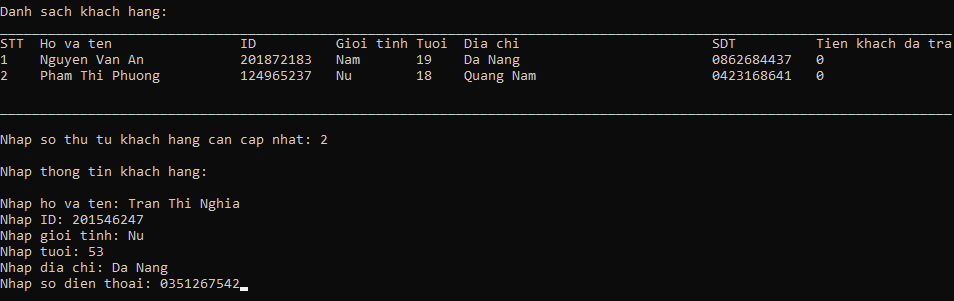 Danh sach khach hang:
STT Ho va ten ID Gioi tinh Tuoi Dia chi SDT Tien khach da tra
1 Nguyen Van An 201872183 Nam 19 Da Nang 0862684437 0
2 Pham Thi Phuong 124965237 Nu 18 Quang Nam 0423168641 0
Nhap so thu tu khach hang can cap nhat: 2
Nhap thong tin khach hang:
Nhap ho va ten: Tran Thi Nghia
Nhap ID: 201546247
Nhap gioi tinh: Nu
Nhap tuoi: 53
Nhap dia chi: Da Nang
Nhap so dien thoai: 0351267542